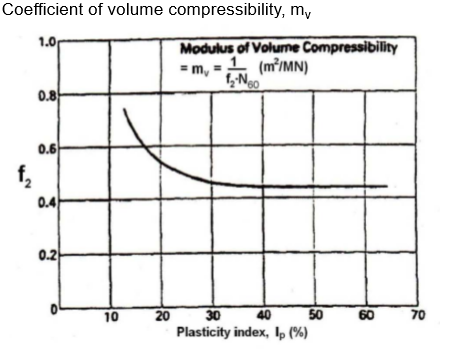 Coefficient of volume compressibility, mv
Modulus of Volume Compressibility
= mv = 1/f2·N60 (m²/MN)
1.0
0.8
0.6
f2
0.4
0.2
0
10 20 30 40 50 60 70
Plasticity index, Ip (%)